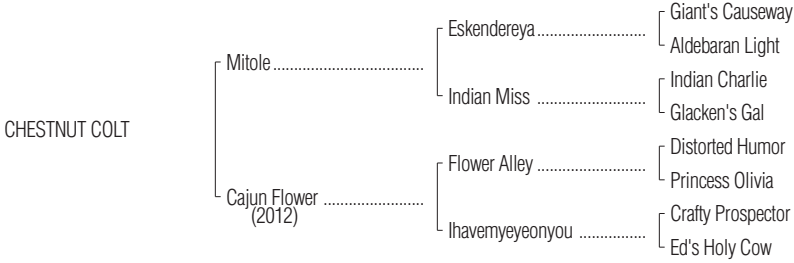 Giant's Causeway
Eskendereya........................
Aldebaran Light
Mitole ..................................
Indian Charlie
Indian Miss ........................
Glacken's Gal
CHESTNUT COLT
Distorted Humor
Flower Alley ........................
Princess Olivia
Cajun Flower .......................
(2012)
Crafty Prospector
Ihavemyeyeonyou ...............
Ed's Holy Cow